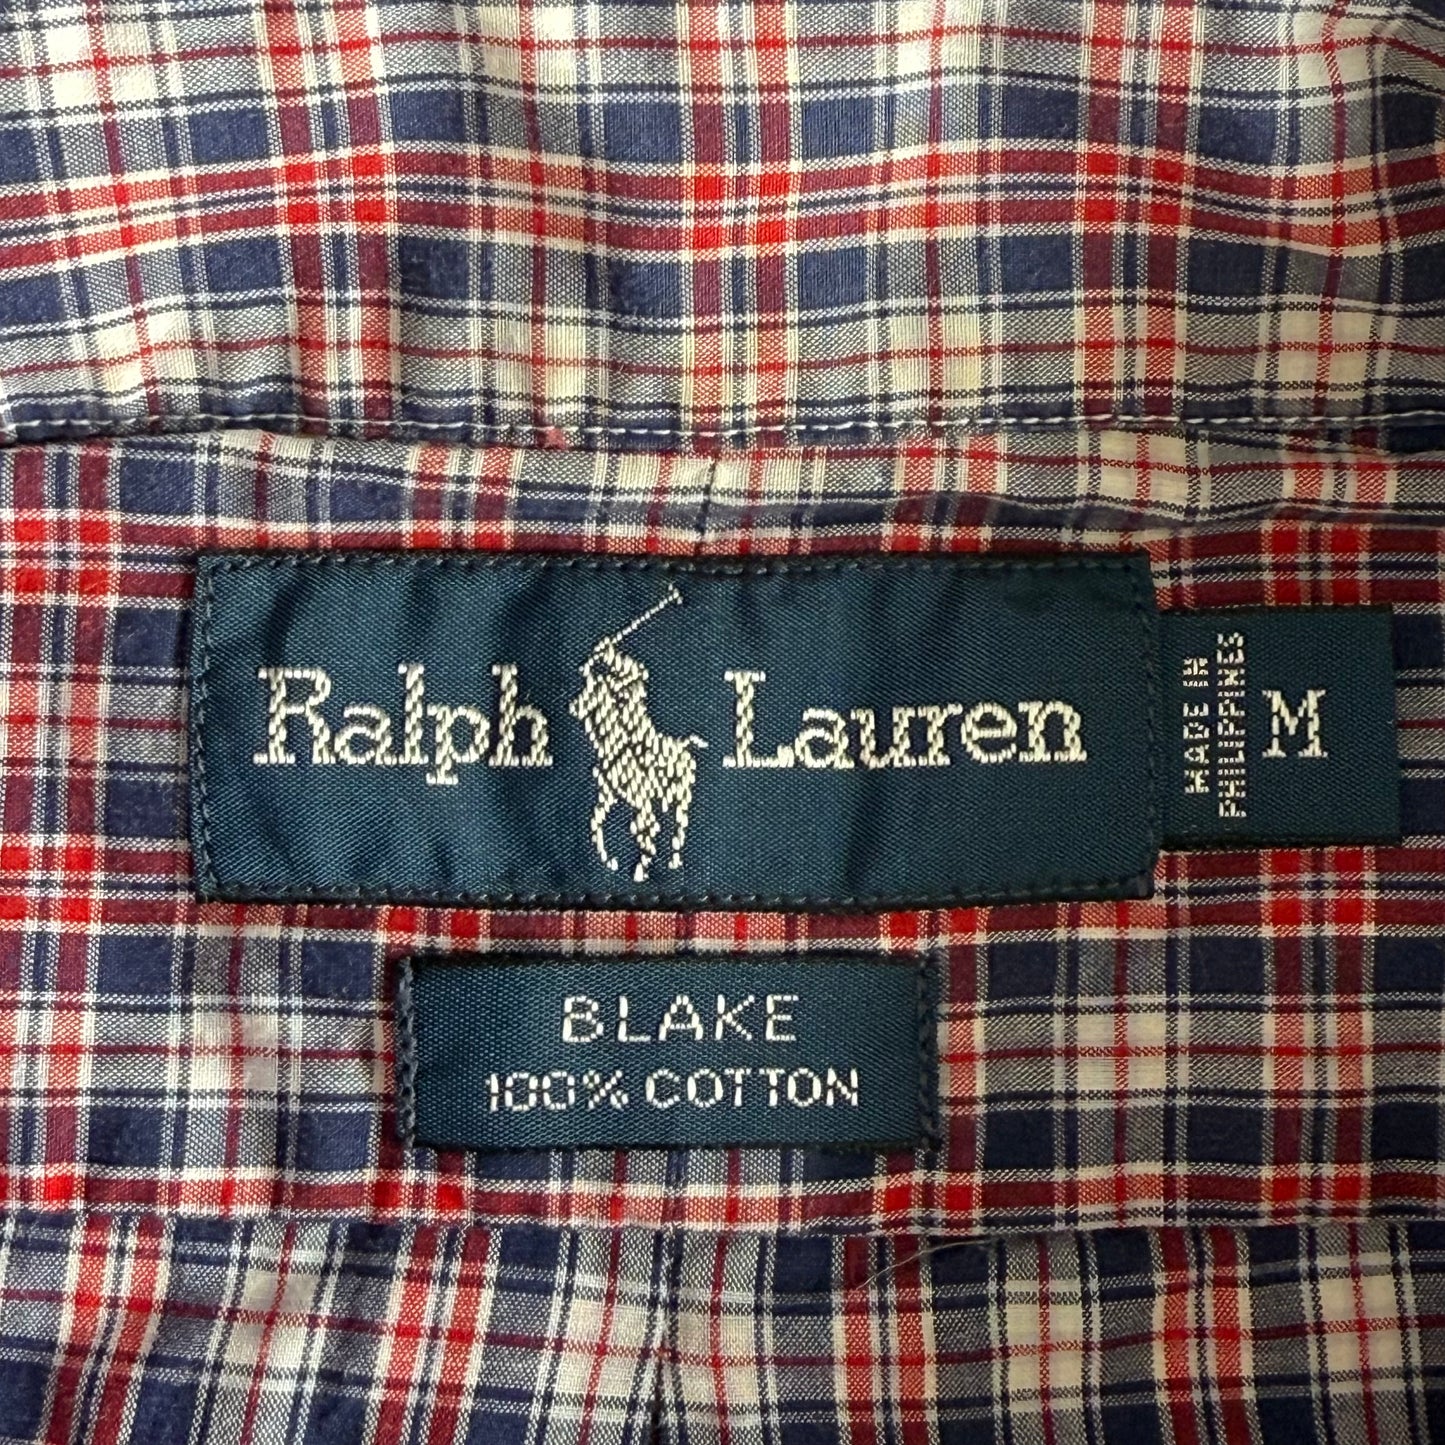 Ralph Lauren
MADE IN
PHILIPPINES
M
BLAKE
100% COTTON